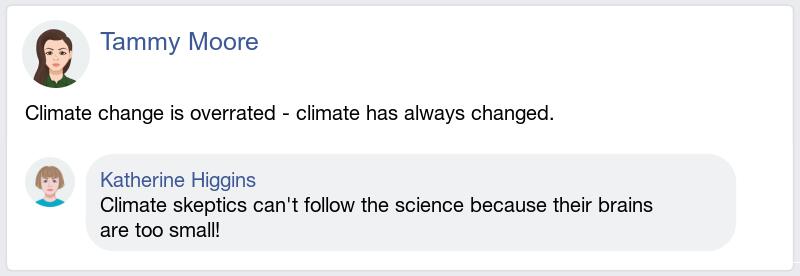 Tammy Moore
Climate change is overrated - climate has always changed.
Katherine Higgins
Climate skeptics can't follow the science because their brains
are too small!